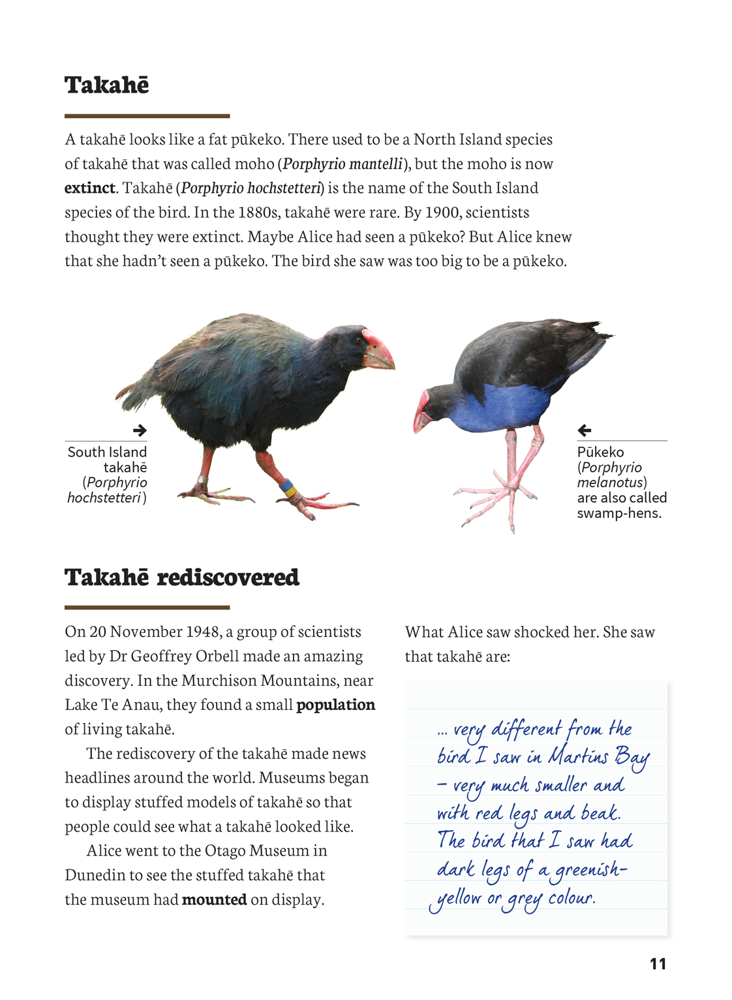 Takahē
A takahē looks like a fat pūkeko. There used to be a North Island species
of takahē that was called moho (Porphyrio mantelli), but the moho is now
extinct. Takahē (Porphyrio hochstetteri) is the name of the South Island
species of the bird. In the 1880s, takahē were rare. By 1900, scientists
thought they were extinct. Maybe Alice had seen a pūkeko? But Alice knew
that she hadn’t seen a pūkeko. The bird she saw was too big to be a pūkeko.
South Island
takahē
(Porphyrio
hochstetteri)
Pūkeko
(Porphyrio
melanotus)
are also called
swamp-hens.
Takahē rediscovered
On 20 November 1948, a group of scientists
led by Dr Geoffrey Orbell made an amazing
discovery. In the Murchison Mountains, near
Lake Te Anau, they found a small population
of living takahē.
The rediscovery of the takahē made news
headlines around the world. Museums began
to display stuffed models of takahē so that
people could see what a takahē looked like.
Alice went to the Otago Museum in
Dunedin to see the stuffed takahē that
the museum had mounted on display.
What Alice saw shocked her. She saw
that takahē are:
... very different from the
bird I saw in Martins Bay
– very much smaller and
with red legs and beak.
The bird that I saw had
dark legs of a greenish-
yellow or grey colour.
11